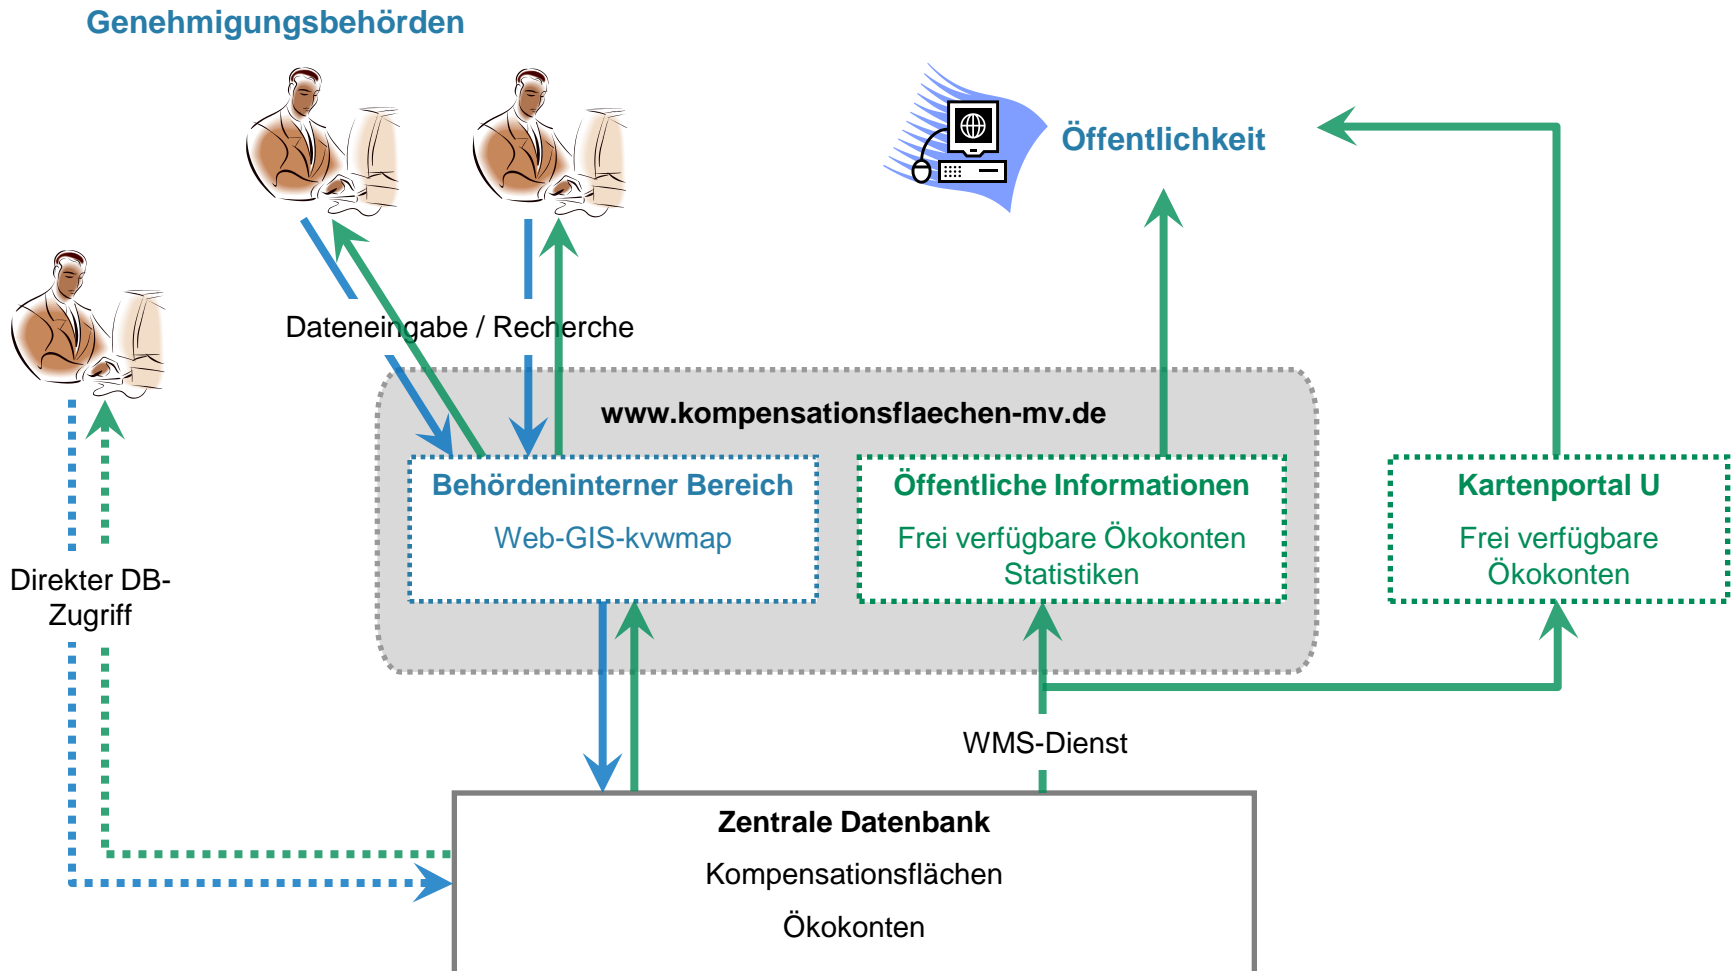 Genehmigungsbehörden
Öffentlichkeit
Dateneingabe / Recherche
www.kompensationsflaechen-mv.de
Behördeninterner Bereich
Web-GIS-kvwmap
Öffentliche Informationen
Frei verfügbare Ökokonten
Statistiken
Kartenportal U
Frei verfügbare
Ökokonten
Direkter DB-
Zugriff
WMS-Dienst
Zentrale Datenbank
Kompensationsflächen
Ökokonten